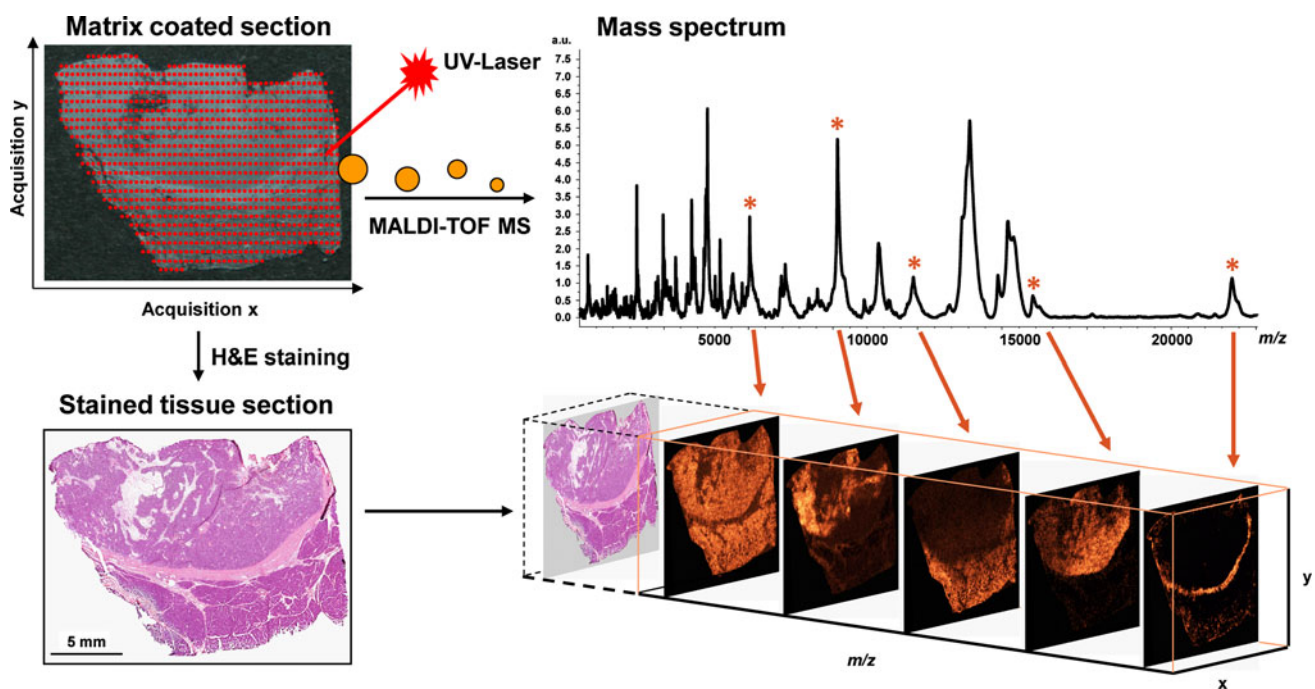 Matrix coated section
Acquisition y
Acquisition x
UV-Laser
MALDI-TOF MS
Mass spectrum
a.u.
7.5
7.0
6.5
6.0
5.5
5.0
4.5
4.0
3.5
3.0
2.5
2.0
1.5
1.0
0.5
0.0
5000
10000
15000
20000
m/z
* * * * *
H&E staining
Stained tissue section
5 mm
m/z
x
y